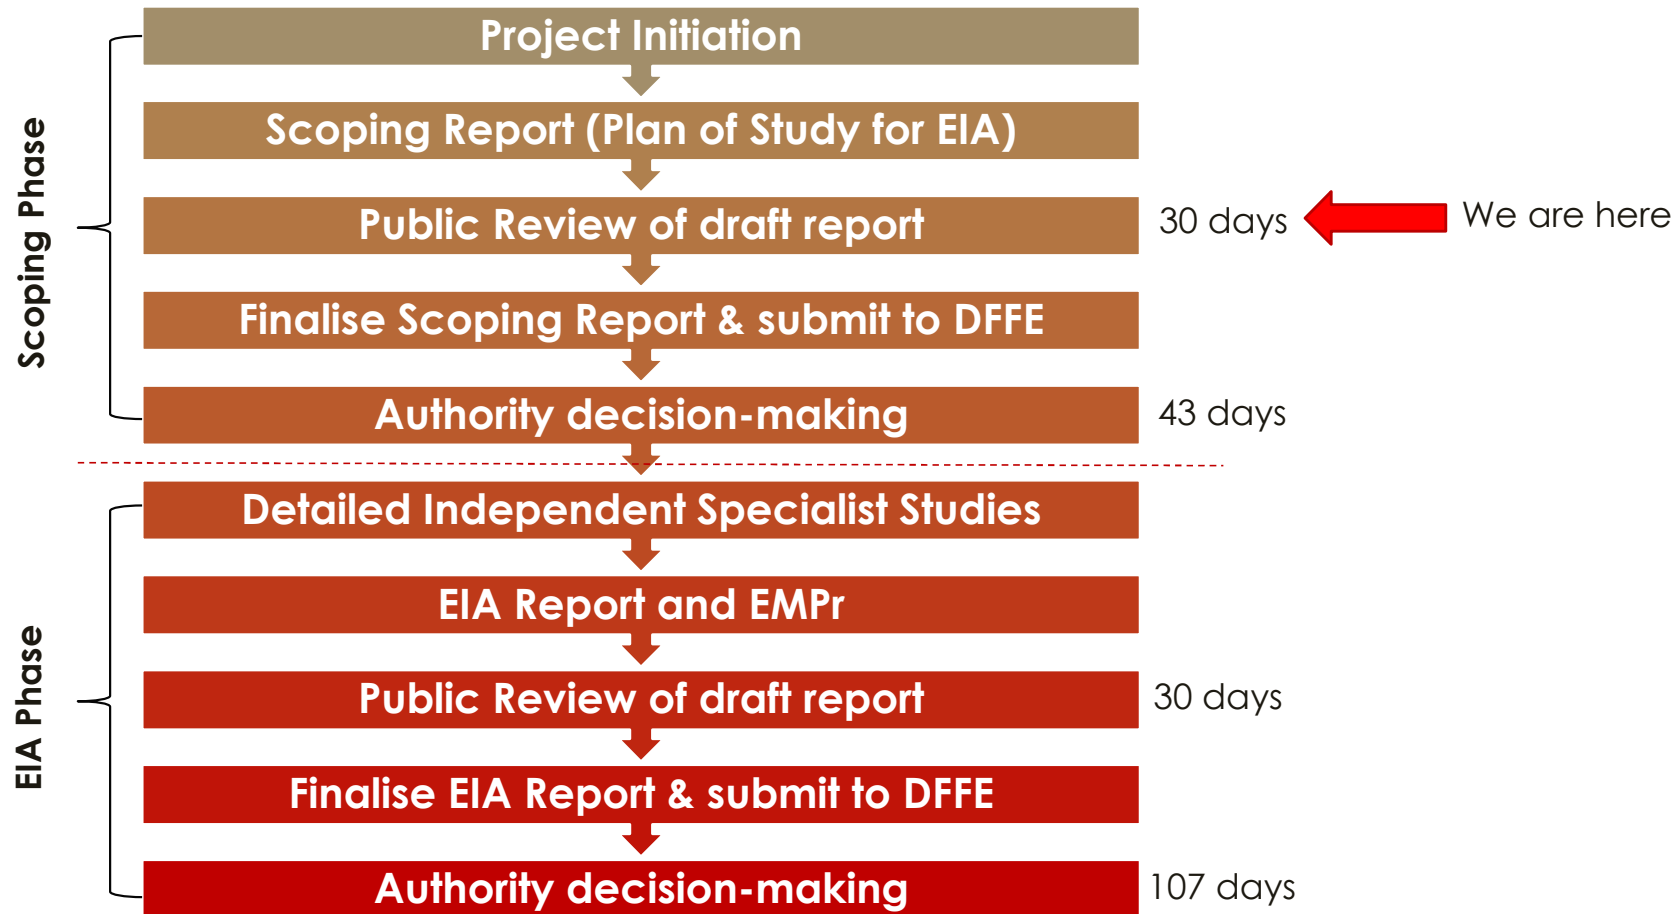 Scoping Phase
Project Initiation
Scoping Report (Plan of Study for EIA)
Public Review of draft report
30 days
We are here
Finalise Scoping Report & submit to DFFE
Authority decision-making
43 days
EIA Phase
Detailed Independent Specialist Studies
EIA Report and EMPr
Public Review of draft report
30 days
Finalise EIA Report & submit to DFFE
Authority decision-making
107 days